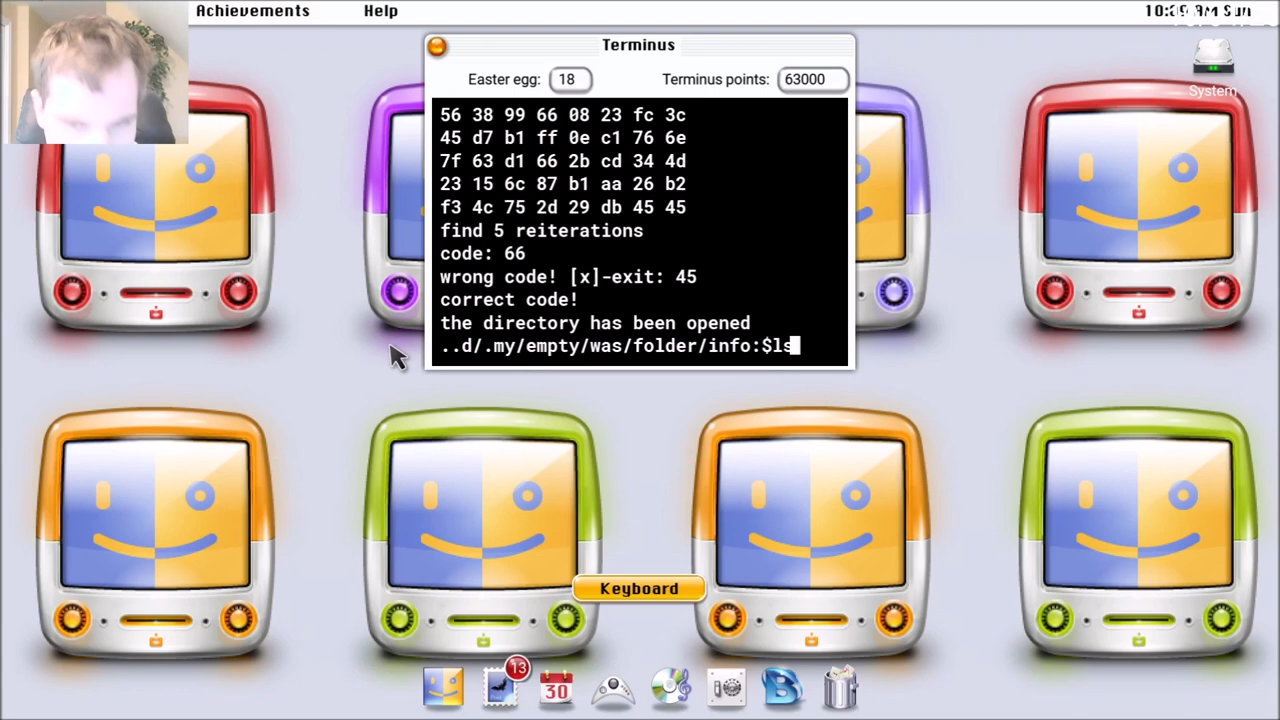 Achievements Help
Terminus
System
Easteregg: 18 Terminus points: 63000
56 38 99 66 08 23 fc 3c
45 d7 b1 ff 0e c1 76 6e
7f 63 d1 66 2b cd 34 4d
23 15 6c 87 b1 aa 26 b2
f3 4c 75 2d 29 db 45 45
find 5 reiterations
code: 66
wrong code! [x]-exit: 45
correct code!
the directory has been opened
..d/.my/empty/was/folder/info:$ls
Keyboard
13
30